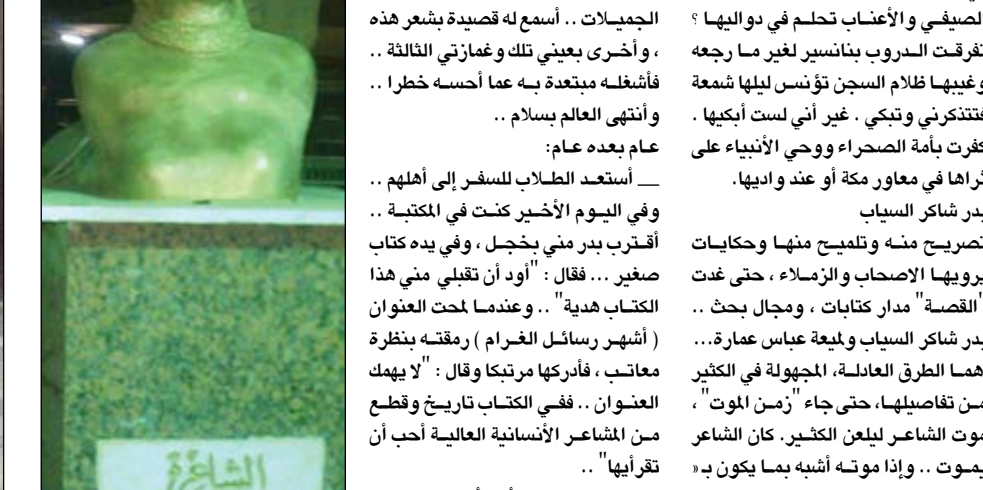 الصيفي والأعناب تحلم في دواليها ؟
تفرقت الدروب بنانسير لغير ما رجعه
وغيبها ظلام السجن تؤنس ليلها شمعة
فتتذكرني وتبكي . غير أني لست أبكيها .
كفرت بأمة الصحراء ووحي الأنبياء على
ثراها في معاور مكة أو عند واديها.
بدر شاكر السياب
تصريح منه وتلميح منها وحكايات
يرويها الاصحاب والزملاء ، حتى غدت
"القصة" مدار كتابات ، ومجال بحث ..
بدر شاكر السياب ولميعة عباس عمارة...
همـا الطرق العادلة، المجهولة في الكثير
من تفاصيلها، حتى جاء "زمن الموت" ،
موت الشاعر ليلعن الكثير. كان الشاعر
يموت .. وإذا موته أشبه بما يكون بـ «
الجميلات .. أسمع له قصيدة بشعر هذه
، وأخرى بعيني تلك وغمازتي الثالثة ..
فأشغله مبتعدة به عما أحسه خطرا ..
وأنتهى العالم بسلام ..
عام بعده عام:
__ أستعد الطلاب للسفر إلى أهلهم ..
وفي اليوم الأخير كنت في المكتبة ..
أقترب بدر مني بخجل ، وفي يده كتاب
صغير ... فقال : "أود أن تقبلي مني هذا
الكتاب هدية" .. وعندما لمحت العنوان
( أشهر رسائل الغرام ) رمقته بنظرة
معاتب ، فأدركها مرتبكا وقال : "لا يهمك
العنوان .. ففي الكتاب تاريخ وقطع
من المشاعر الأنسانية العالية أحب أن
تقرأيها" ..
الشاعرة